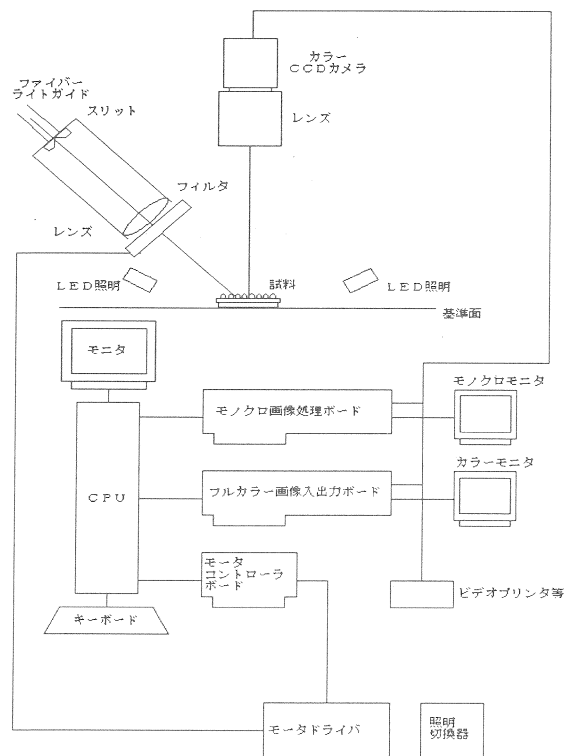 カラー
ＣＣＤカメラ
ファイバー
ライトガイド
スリット
レンズ
フィルタ
レンズ
ＬＥＤ照明
試料
ＬＥＤ照明
基準面
モニタ
モノクロモニタ
モノクロ画像処理ボード
カラーモニタ
ＣＰＵ
フルカラー画像入出力ボード
モータ
コントローラ
ボード
ビデオプリンタ等
キーボード
モータドライバ
照明
切換器